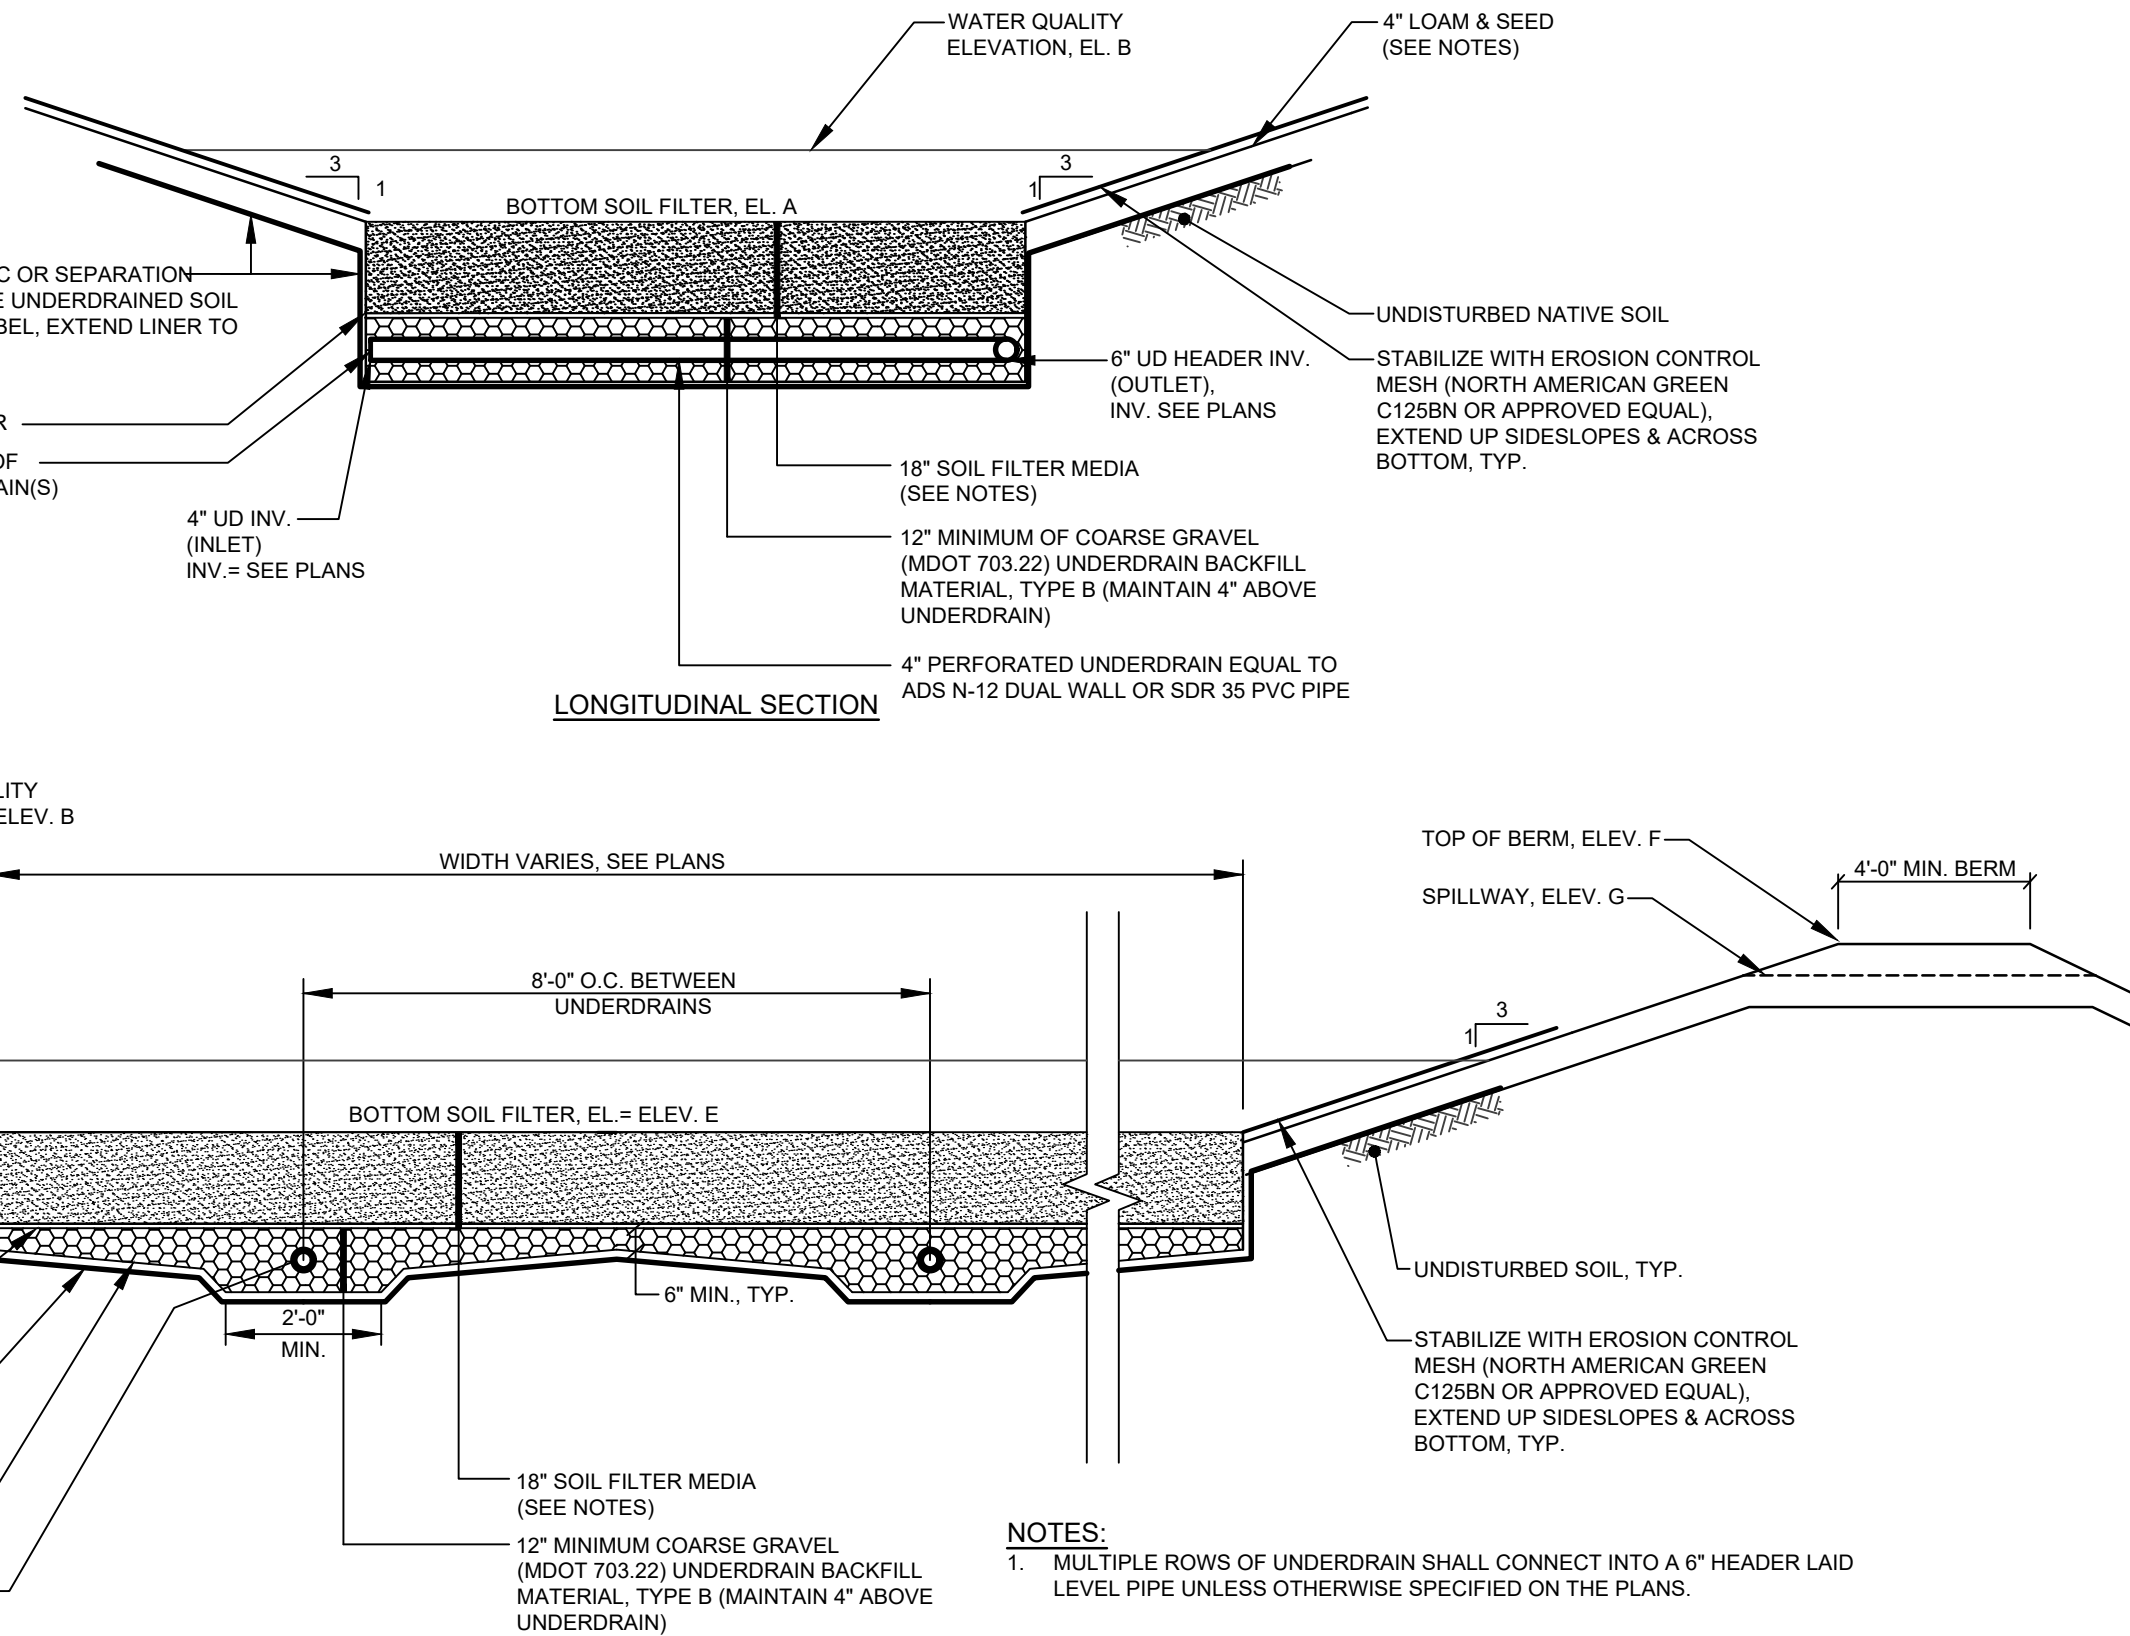 WATER QUALITY
ELEVATION, EL. B
4" LOAM & SEED
(SEE NOTES)
3
1
3
1
BOTTOM SOIL FILTER, EL. A
C OR SEPARATION
E UNDERDRAINED SOIL
BEL, EXTEND LINER TO
R
OF
AIN(S)
4" UD INV.
(INLET)
INV.= SEE PLANS
UNDISTURBED NATIVE SOIL
6" UD HEADER INV.
(OUTLET),
INV. SEE PLANS
STABILIZE WITH EROSION CONTROL
MESH (NORTH AMERICAN GREEN
C125BN OR APPROVED EQUAL),
EXTEND UP SIDESLOPES & ACROSS
BOTTOM, TYP.
18" SOIL FILTER MEDIA
(SEE NOTES)
12" MINIMUM OF COARSE GRAVEL
(MDOT 703.22) UNDERDRAIN BACKFILL
MATERIAL, TYPE B (MAINTAIN 4" ABOVE
UNDERDRAIN)
4" PERFORATED UNDERDRAIN EQUAL TO
ADS N-12 DUAL WALL OR SDR 35 PVC PIPE
LONGITUDINAL SECTION
LITY
ELEV. B
WIDTH VARIES, SEE PLANS
TOP OF BERM, ELEV. F
4'-0" MIN. BERM
SPILLWAY, ELEV. G
8'-0" O.C. BETWEEN
UNDERDRAINS
3
1
BOTTOM SOIL FILTER, EL.= ELEV. E
6" MIN., TYP.
2'-0"
MIN.
UNDISTURBED SOIL, TYP.
STABILIZE WITH EROSION CONTROL
MESH (NORTH AMERICAN GREEN
C125BN OR APPROVED EQUAL),
EXTEND UP SIDESLOPES & ACROSS
BOTTOM, TYP.
18" SOIL FILTER MEDIA
(SEE NOTES)
12" MINIMUM COARSE GRAVEL
(MDOT 703.22) UNDERDRAIN BACKFILL
MATERIAL, TYPE B (MAINTAIN 4" ABOVE
UNDERDRAIN)
NOTES:
1. MULTIPLE ROWS OF UNDERDRAIN SHALL CONNECT INTO A 6" HEADER LAID
LEVEL PIPE UNLESS OTHERWISE SPECIFIED ON THE PLANS.